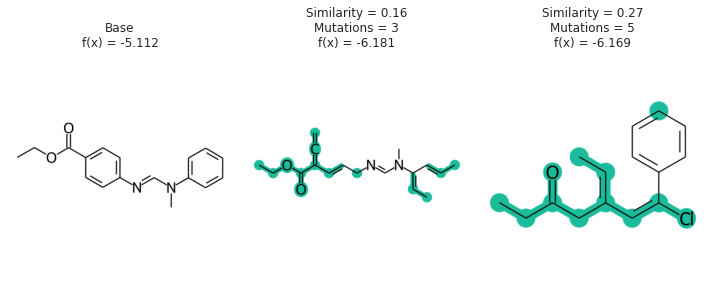 Base
f(x) = -5.112
Similarity = 0.16
Mutations = 3
f(x) = -6.181
Similarity = 0.27
Mutations = 5
f(x) = -6.169
O
O
N
N
C
O
O
N
N
O
Cl